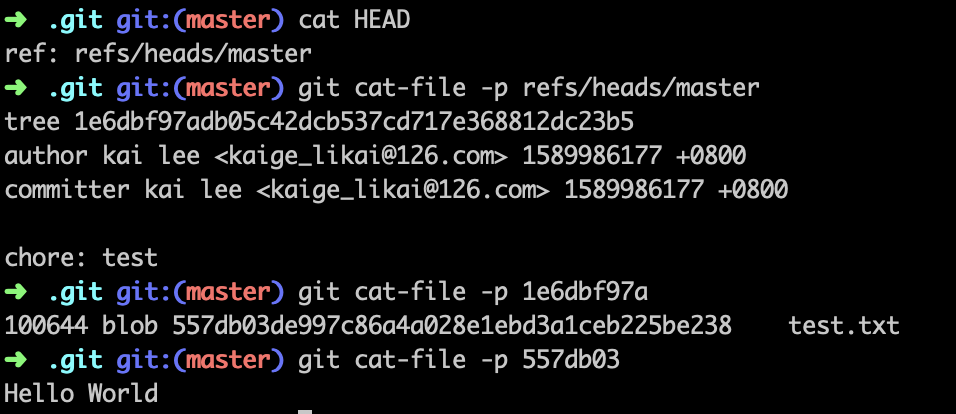 ➜ .git git:(master) cat HEAD
ref: refs/heads/master
➜ .git git:(master) git cat-file -p refs/heads/master
tree 1e6dbf97adb05c42dcb537cd717e368812dc23b5
author kai lee <kaige_likai@126.com> 1589986177 +0800
committer kai lee <kaige_likai@126.com> 1589986177 +0800
chore: test
➜ .git git:(master) git cat-file -p 1e6dbf97a
100644 blob 557db03de997c86a4a028e1ebd3a1ceb225be238 test.txt
➜ .git git:(master) git cat-file -p 557db03
Hello World